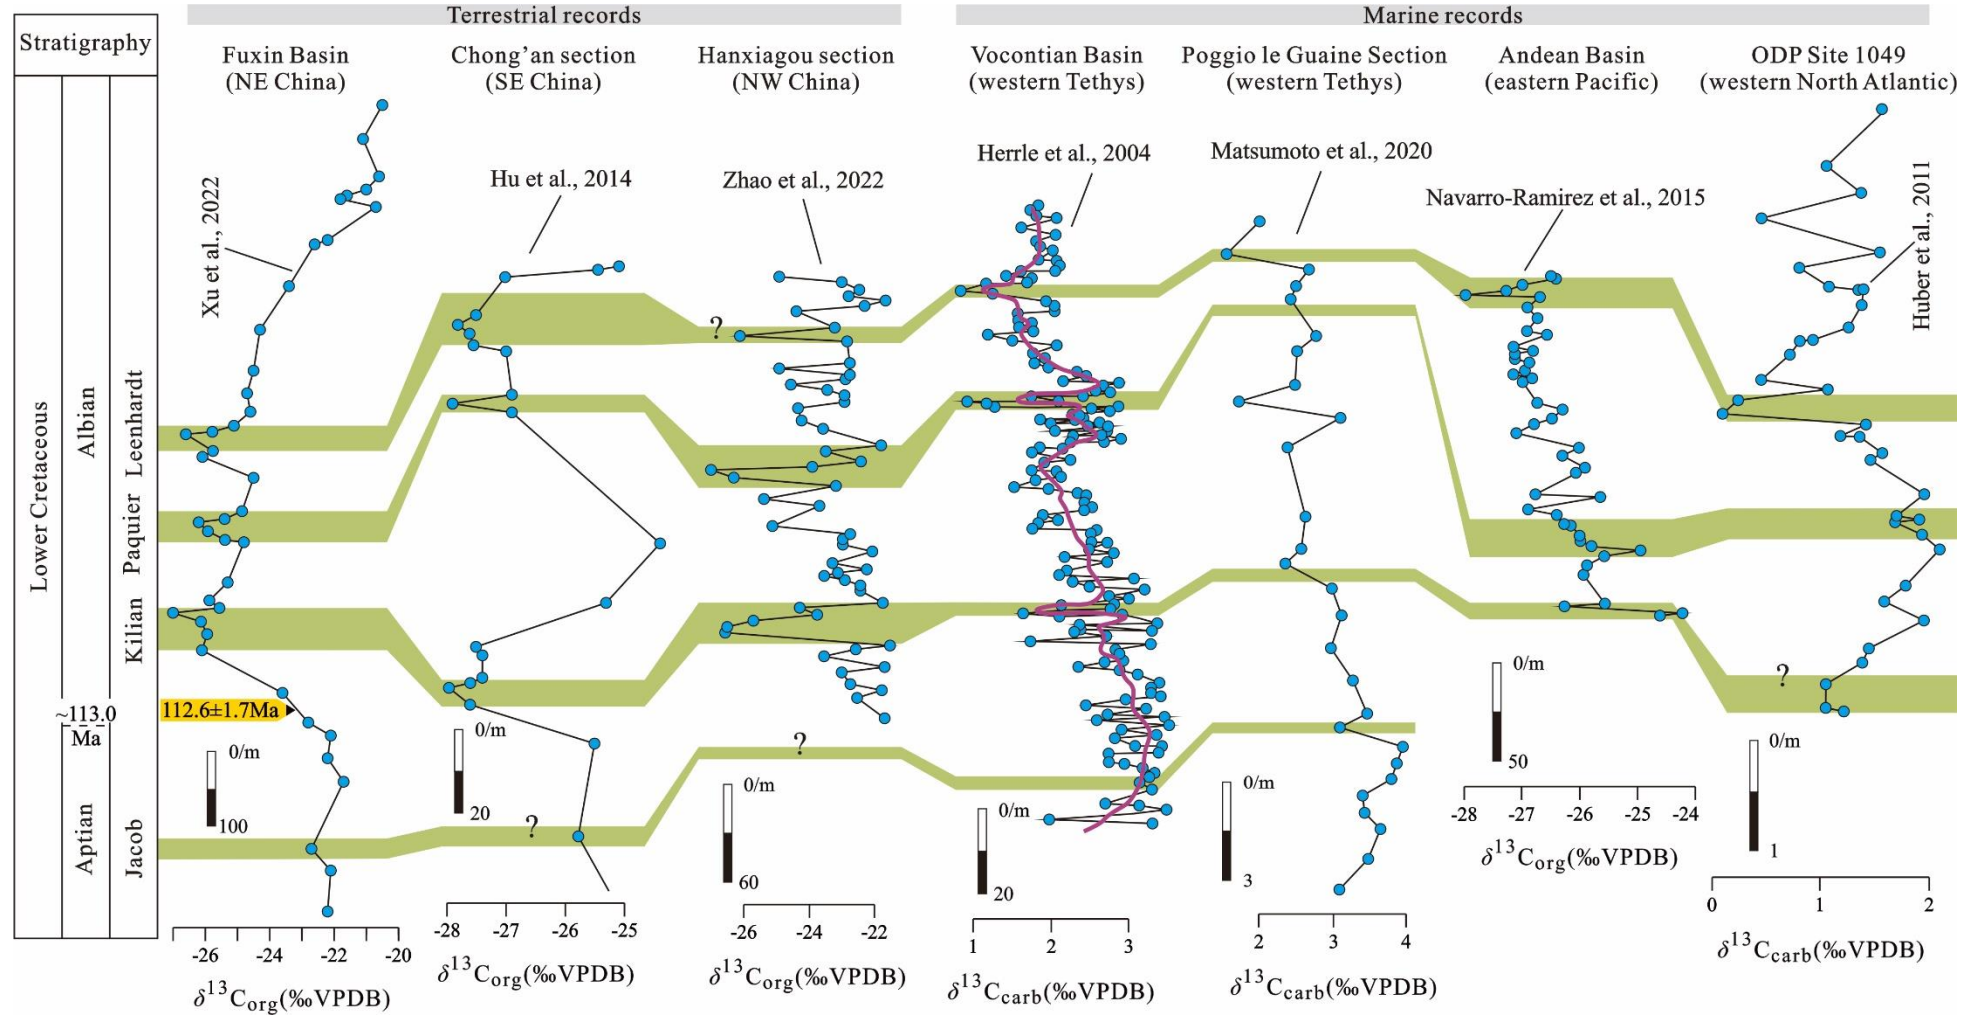 Terrestrial records
Marine records
Stratigraphy
Fuxin Basin
(NE China)
Chong'an section
(SE China)
Hanxiagou section
(NW China)
Vocontian Basin
(western Tethys)
Poggio le Guaine Section
(western Tethys)
Andean Basin
(eastern Pacific)
ODP Site 1049
(western North Atlantic)
Xu et al., 2022
Hu et al., 2014
Zhao et al., 2022
Herrle et al., 2004
Matsumoto et al., 2020
Navarro-Ramirez et al., 2015
Huber et al., 2011
Lower Cretaceous
Albian
Aptian
~113.0
Ma
Leenhardt
Paquier
Kilian
Jacob
112.6±1.7Ma
?
?
?
?
0/m
100
0/m
20
0/m
60
0/m
20
0/m
3
0/m
50
0/m
1
-26 -24 -22 -20
δ13Corg(‰VPDB)
-28 -27 -26 -25
δ13Corg(‰VPDB)
-26 -24 -22
δ13Corg(‰VPDB)
1 2 3
δ13Ccarb(‰VPDB)
2 3 4
δ13Ccarb(‰VPDB)
-28 -27 -26 -25 -24
δ13Corg(‰VPDB)
0 1 2
δ13Ccarb(‰VPDB)